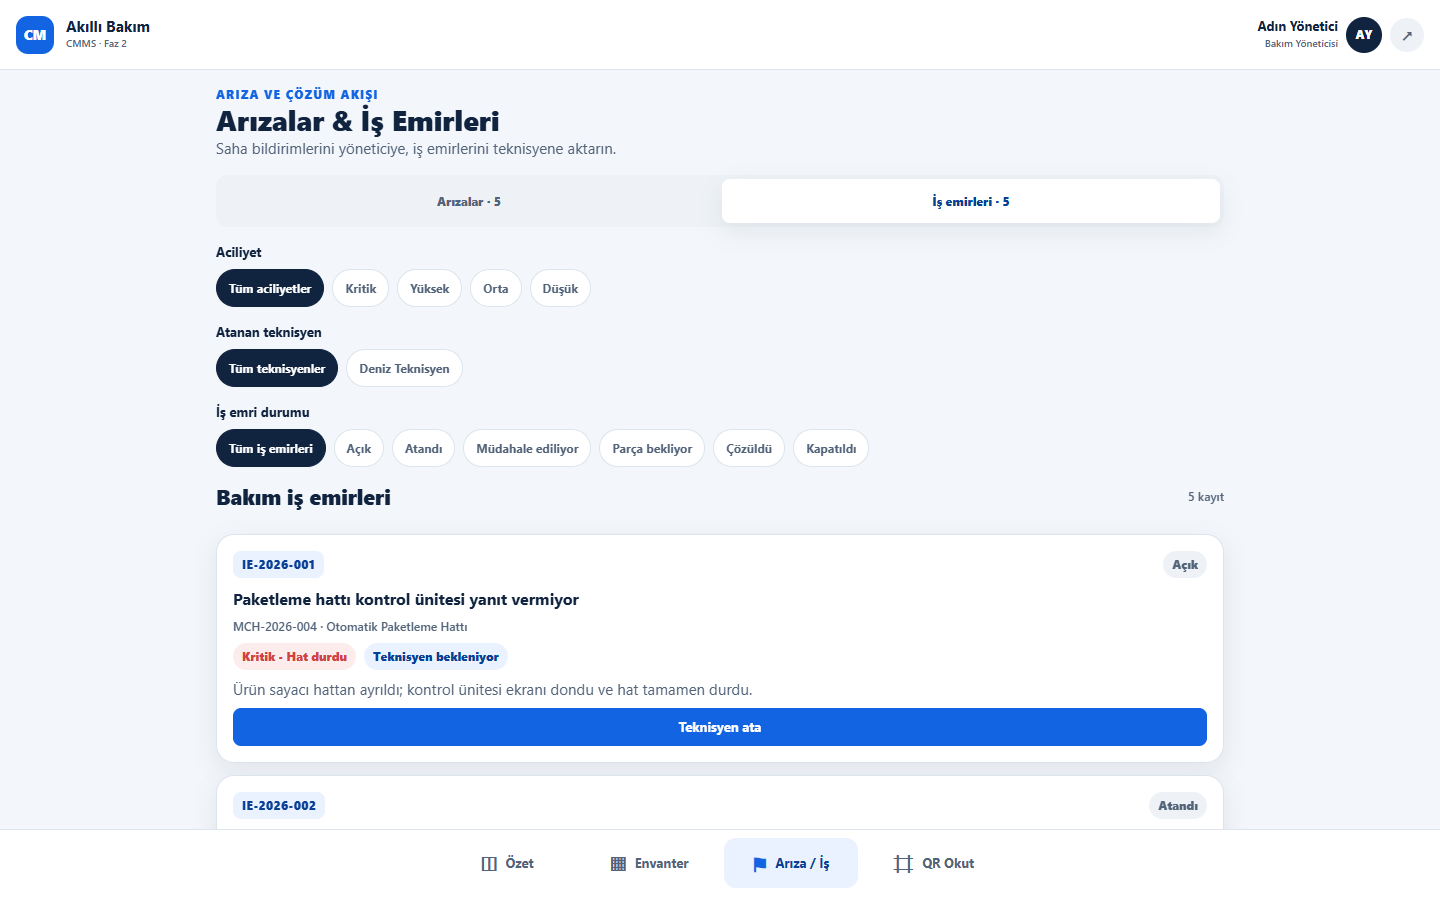 CM
Akıllı Bakım
CMMS · Faz 2
Adın Yönetici
Bakım Yöneticisi
AY
↗
ARIZA VE ÇÖZÜM AKIŞI
Arızalar & İş Emirleri
Saha bildirimlerini yöneticiye, iş emirlerini teknisyene aktarın.
Arızalar · 5
İş emirleri · 5
Aciliyet
Tüm aciliyetler
Kritik
Yüksek
Orta
Düşük
Atanan teknisyen
Tüm teknisyenler
Deniz Teknisyen
İş emri durumu
Tüm iş emirleri
Açık
Atandı
Müdahale ediliyor
Parça bekliyor
Çözüldü
Kapatıldı
Bakım iş emirleri
5 kayıt
IE-2026-001
Açık
Paketleme hattı kontrol ünitesi yanıt vermiyor
MCH-2026-004 · Otomatik Paketleme Hattı
Kritik - Hat durdu
Teknisyen bekleniyor
Ürün sayacı hattan ayrıldı; kontrol ünitesi ekranı dondu ve hat tamamen durdu.
Teknisyen ata
IE-2026-002
Atandı
Özet
Envanter
Arıza / İş
QR Okut